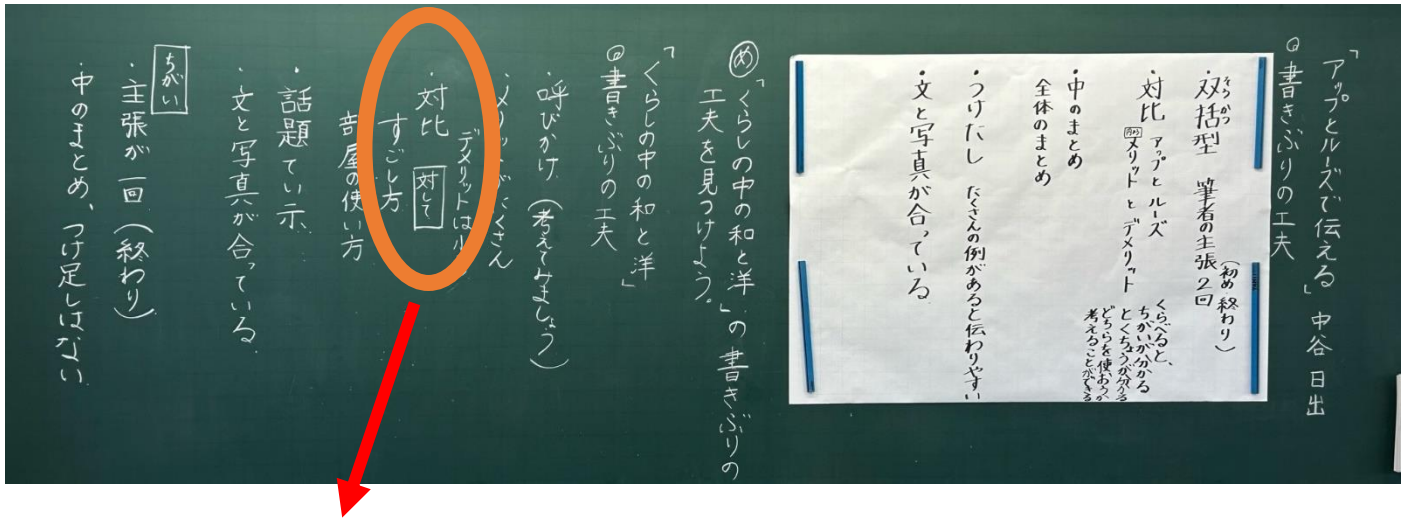 「アップとルーズで伝える」中谷日出
◎書きぶりの工夫
・双括型 筆者の主張2回(初め 終わり)
そうかつ
・対比 アップとルーズ
メリットとデメリット
くらべると、
ちがいが分かる
とくちょうが分かる
どちらを使おうか
考えることができる
・中のまとめ
全体のまとめ
・つけたし たくさんの例があると伝わりやすい
・文と写真が合っている
め「くらしの中の和と洋」の書きぶりの
工夫を見つけよう。
「くらしの中の和と洋」
◎書きぶりの工夫
・呼びかけ(考えてみましょう)
・メリットがたくさん
デメリットは
・対比 対して
すごし方
部屋の使い方
・話題てい示
・文と写真が合っている
ちがい
・主張が一回(終わり)
・中のまとめ、つけ足しはない